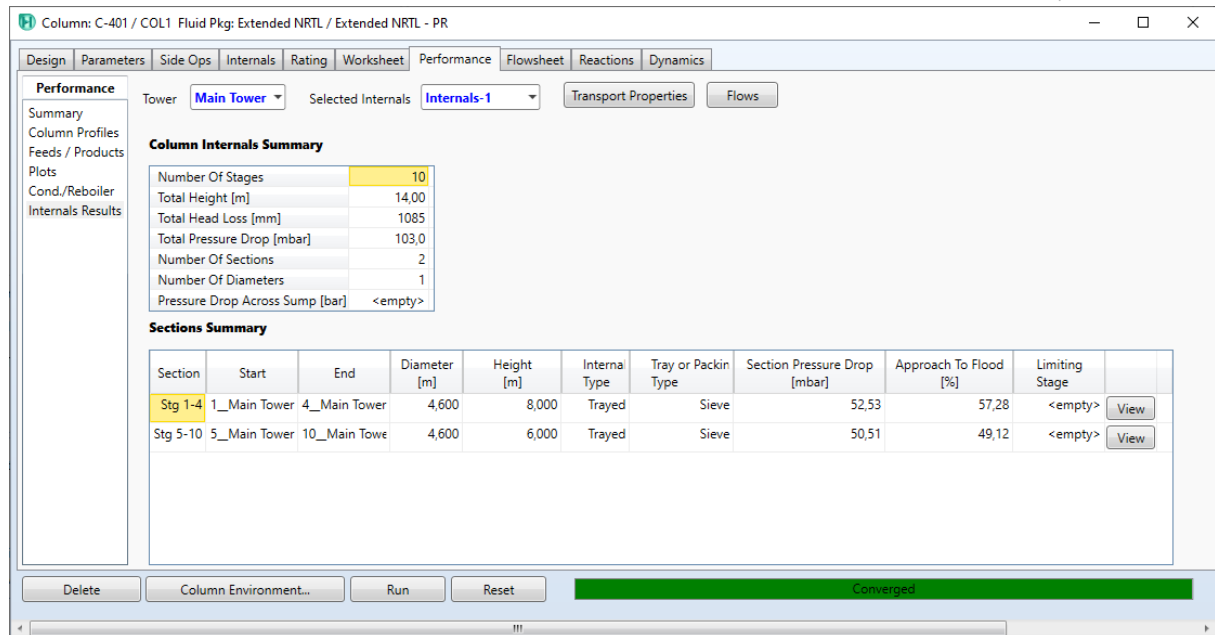 Column: C-401 / COL1 Fluid Pkg: Extended NRTL / Extended NRTL - PR
Design Parameters Side Ops Internals Rating Worksheet Performance Flowsheet Reactions Dynamics
Performance
Summary
Column Profiles
Feeds / Products
Plots
Cond./Reboiler
Internals Results
Tower Main Tower Selected Internals Internals-1 Transport Properties Flows
Column Internals Summary
Number Of Stages 10
Total Height [m] 14,00
Total Head Loss [mm] 1085
Total Pressure Drop [mbar] 103,0
Number Of Sections 2
Number Of Diameters 1
Pressure Drop Across Sump [bar] <empty>
Sections Summary
Section Start End Diameter [m] Height [m] Internal Type Tray or Packin Type Section Pressure Drop [mbar] Approach To Flood [%] Limiting Stage
Stg 1-4 1__Main Tower 4__Main Tower 4,600 8,000 Trayed Sieve 52,53 57,28 <empty> View
Stg 5-10 5__Main Tower 10__Main Towe 4,600 6,000 Trayed Sieve 50,51 49,12 <empty> View
Delete Column Environment... Run Reset Converged